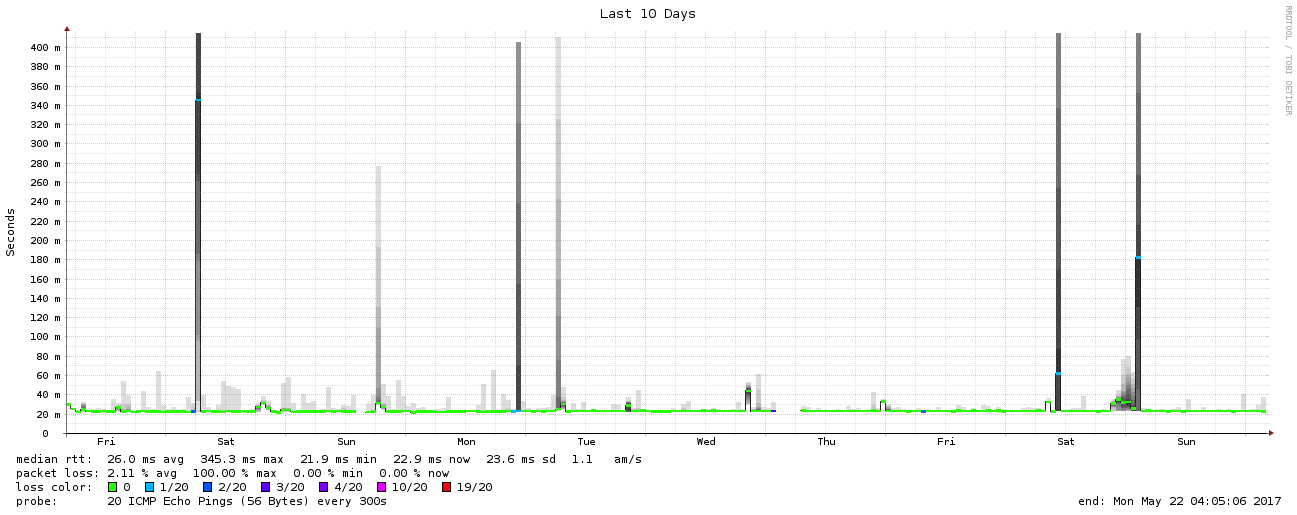 Last 10 Days
RRDTOOL / TOBI OETIKER
Seconds
400 m
380 m
360 m
340 m
320 m
300 m
280 m
260 m
240 m
220 m
200 m
180 m
160 m
140 m
120 m
100 m
80 m
60 m
40 m
20 m
0
Fri Sat Sun Mon Tue Wed Thu Fri Sat Sun
median rtt: 26.0 ms avg 345.3 ms max 21.9 ms min 22.9 ms now 23.6 ms sd 1.1 am/s
packet loss: 2.11 % avg 100.00 % max 0.00 % min 0.00 % now
loss color: 0 1/20 2/20 3/20 4/20 10/20 19/20
probe: 20 ICMP Echo Pings (56 Bytes) every 300s end: Mon May 22 04:05:06 2017